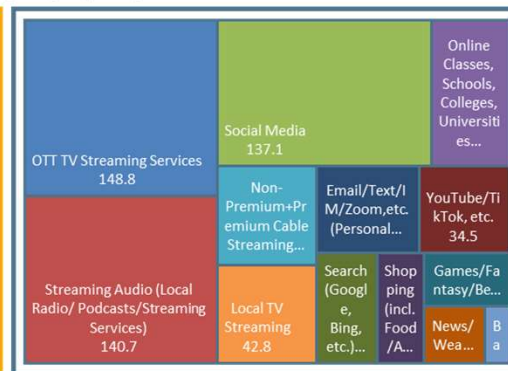 OTT TV Streaming Services
148.8
Streaming Audio (Local
Radio/ Podcasts/Streaming
Services)
140.7
Social Media
137.1
Online
Classes,
Schools,
Colleges,
Universiti
es...
Non-
Premium+Pr
emium Cable
Streaming...
Email/Text/I
M/Zoom,etc.
(Personal...
YouTube/Ti
kTok, etc.
34.5
Local TV
Streaming
42.8
Search
(Googl
e,
Bing,
etc.)...
Shop
ping
(incl.
Food
/A...
Games/Fa
ntasy/Be...
News/
Wea...
B
a